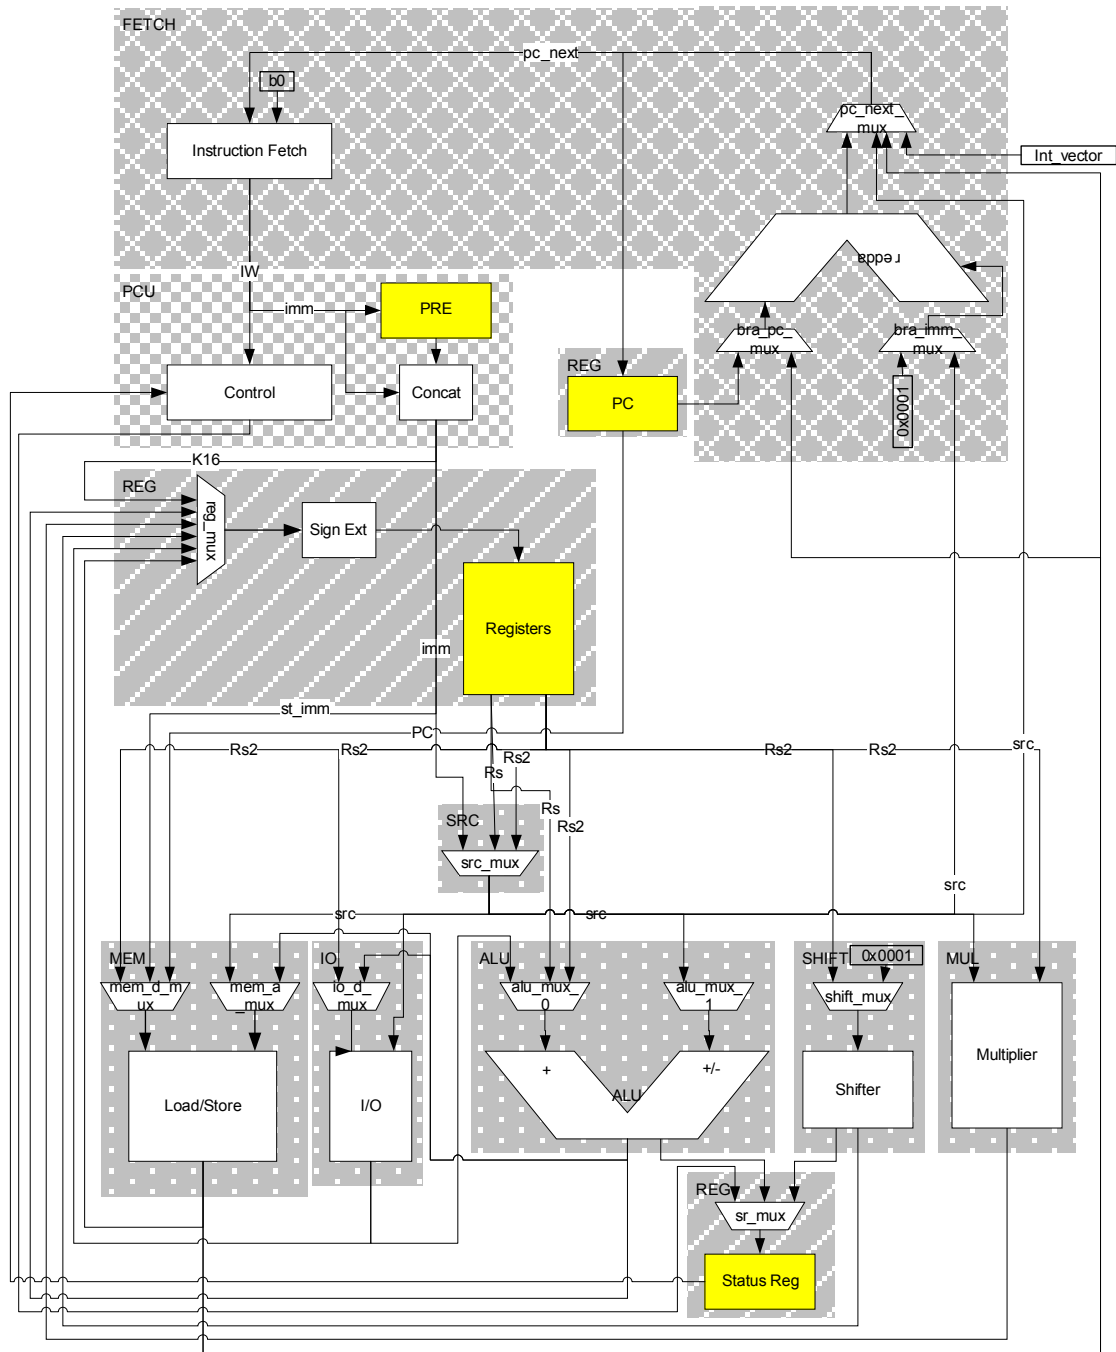 FETCH
pc_next
b0
pc_next_
mux
Instruction Fetch
Int_vector
adder
IW
PCU
imm
PRE
bra_pc_
mux
bra_imm_
mux
REG
Control
Concat
PC
0x0001
K16
REG
reg_mux
Sign Ext
Registers
imm
st_imm
PC
Rs2
Rs2
Rs
Rs2
Rs2
Rs2
src
Rs
Rs2
SRC
src_mux
src
src
src
MEM
IO
ALU
SHIFT
0x0001
MUL
mem_d_m
ux
mem_a
_mux
io_d_
mux
alu_mux_
0
alu_mux_
1
shift_mux
Load/Store
I/O
+
+/-
ALU
Shifter
Multiplier
REG
sr_mux
Status Reg